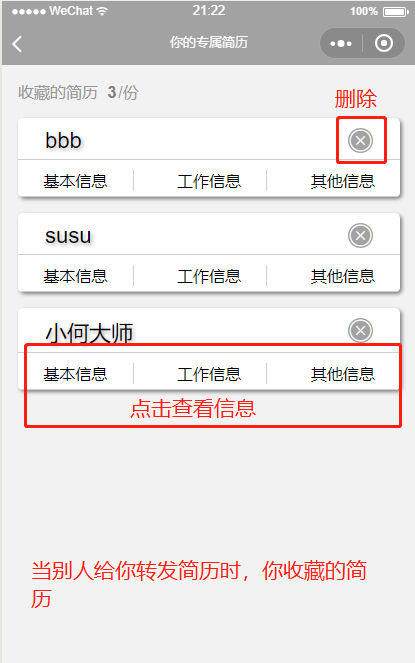 WeChat 21:22 100%
你的专属简历
收藏的简历 3/份
删除
bbb
基本信息 工作信息 其他信息
susu
基本信息 工作信息 其他信息
小何大师
基本信息 工作信息 其他信息
点击查看信息
当别人给你转发简历时，你收藏的简
历